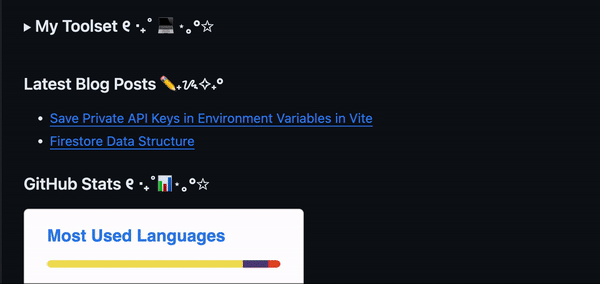 ▸ My Toolset ୧ ‧₊˚ 💻 ⋅｡°☆
Latest Blog Posts ✏️₊˚ᡣ𐭩✧₊°
• Save Private API Keys in Environment Variables in Vite
• Firestore Data Structure
GitHub Stats ୧ ‧₊˚ 📊 ⋅｡°☆
Most Used Languages